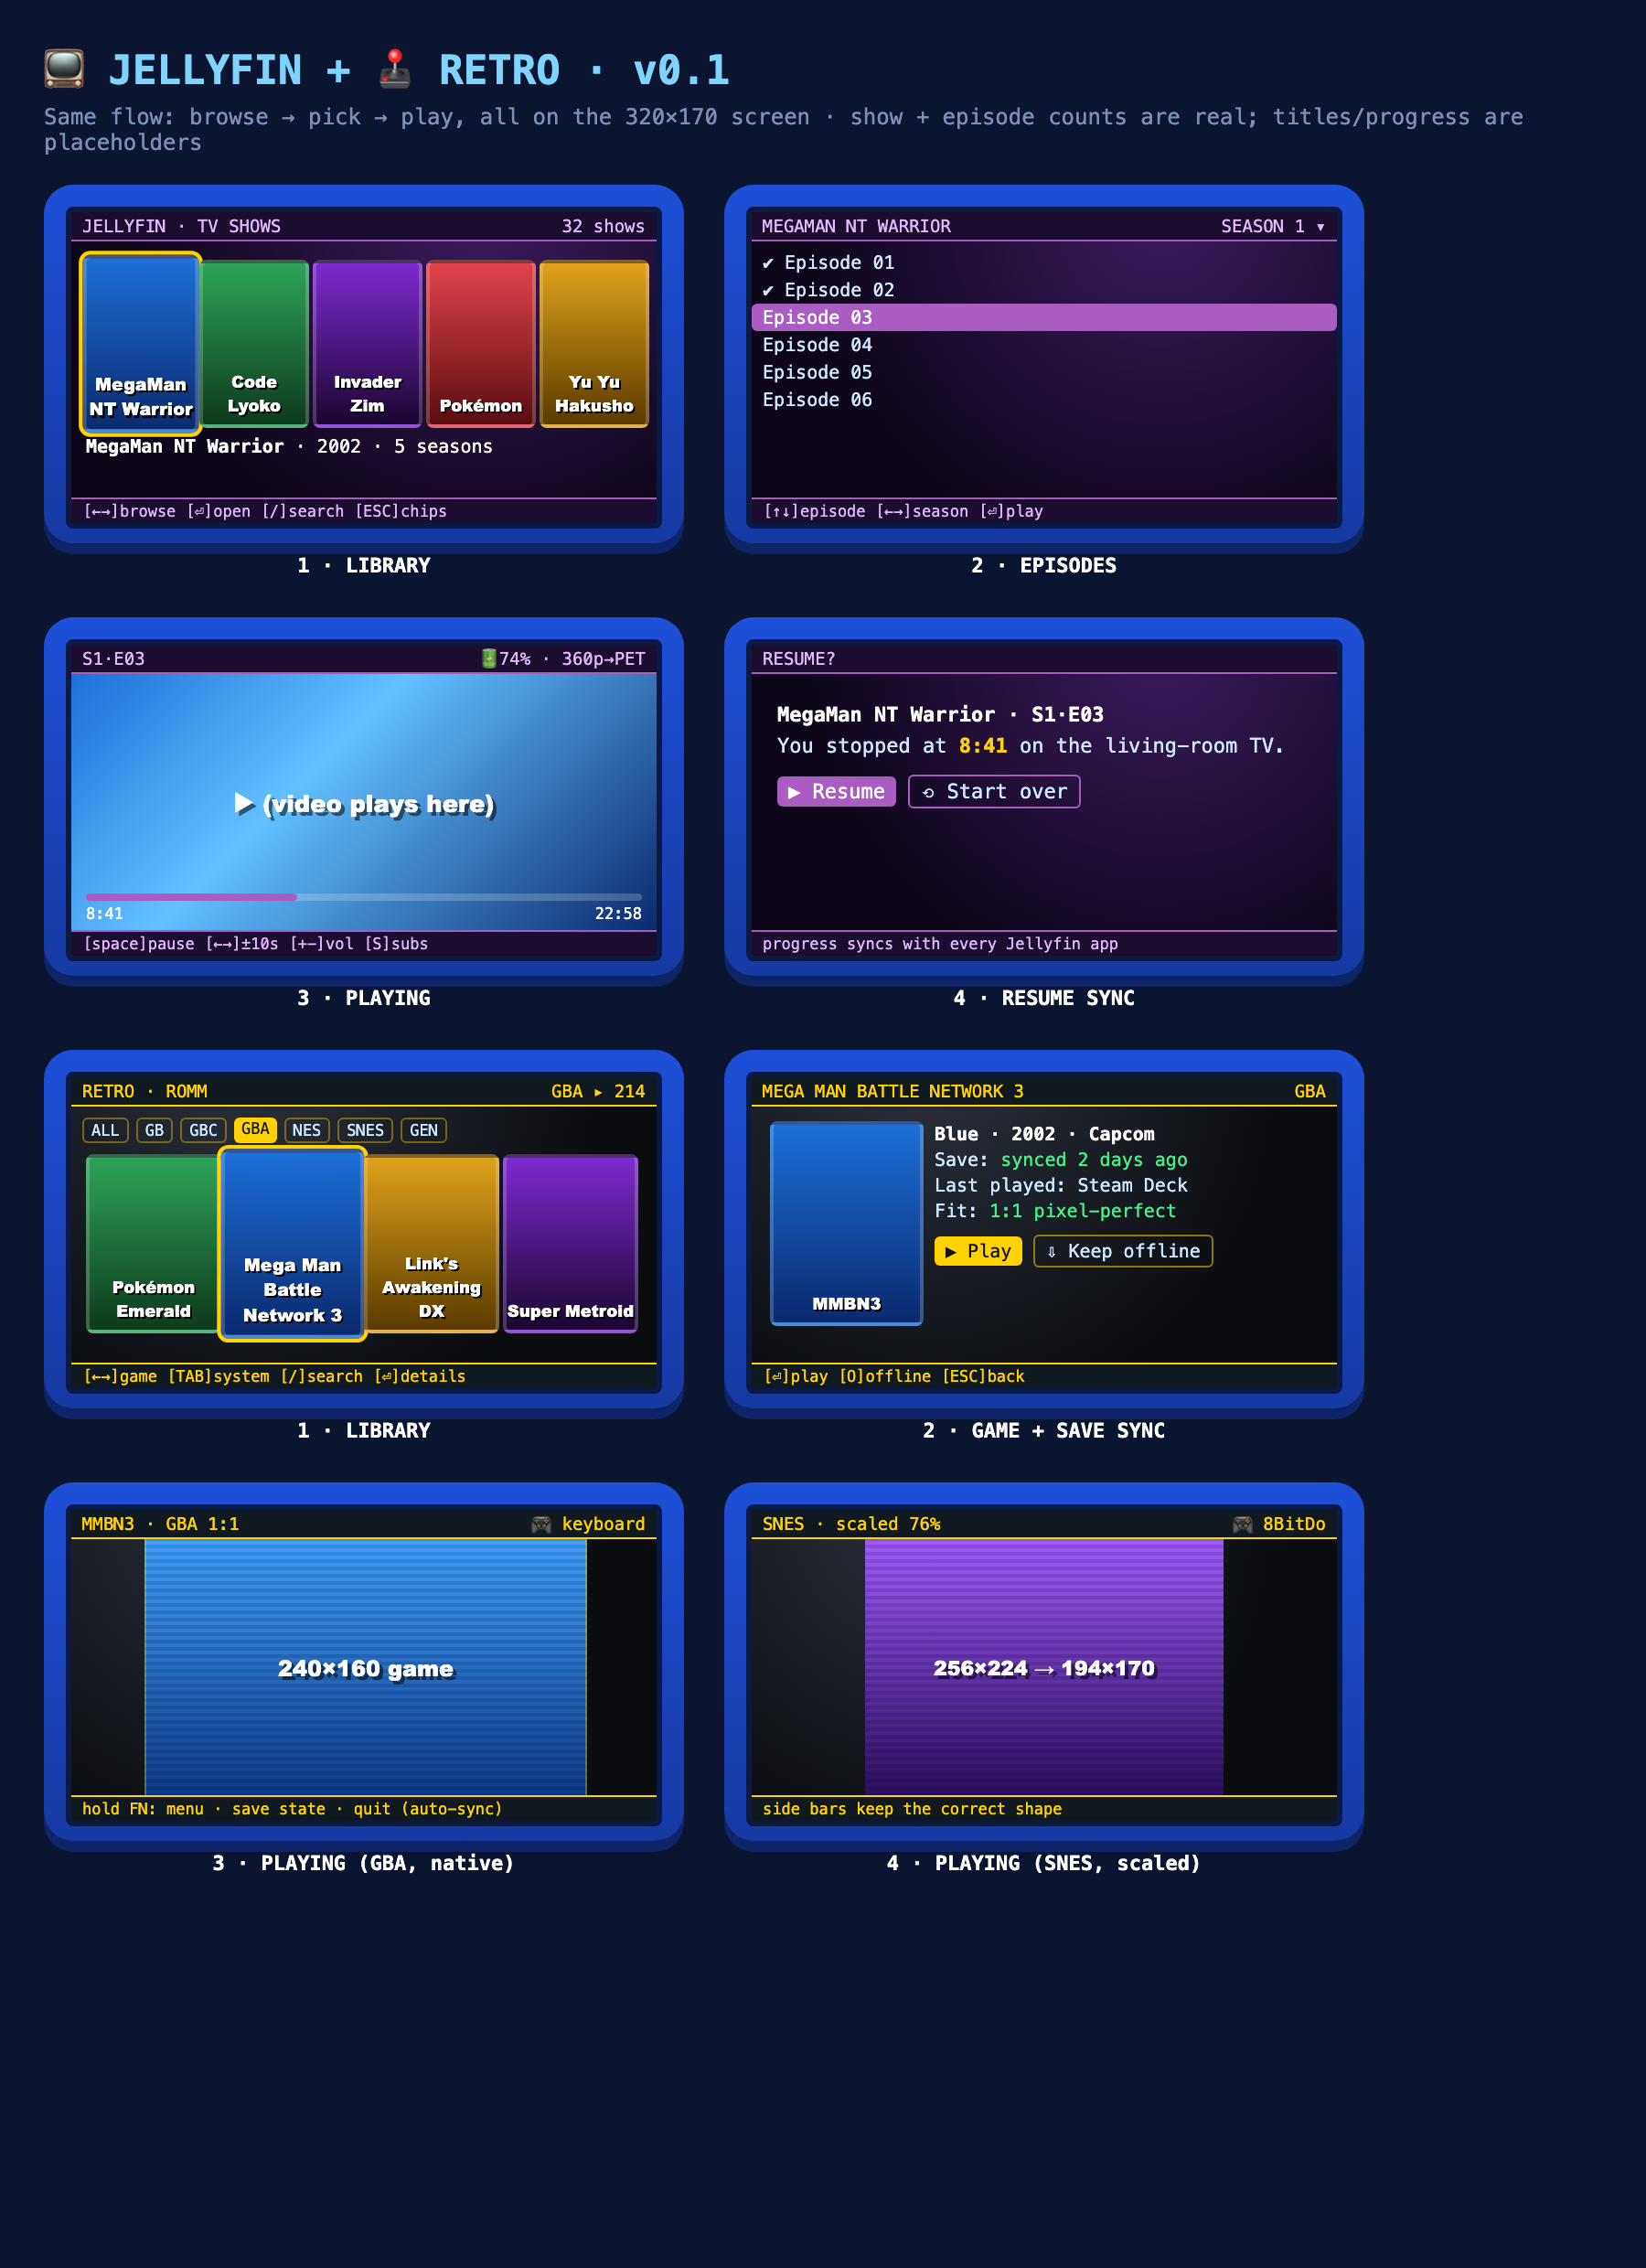 📺 JELLYFIN + 🕹️ RETRO · v0.1
Same flow: browse → pick → play, all on the 320×170 screen · show + episode counts are real; titles/progress are
placeholders
JELLYFIN · TV SHOWS 32 shows
MegaMan
NT Warrior
Code
Lyoko
Invader
Zim
Pokémon
Yu Yu
Hakusho
MegaMan NT Warrior · 2002 · 5 seasons
[←→]browse [⏎]open [/]search [ESC]chips
1 · LIBRARY
MEGAMAN NT WARRIOR SEASON 1 ▾
✔ Episode 01
✔ Episode 02
Episode 03
Episode 04
Episode 05
Episode 06
[↑↓]episode [←→]season [⏎]play
2 · EPISODES
S1·E03 🔋74% · 360p→PET
▶ (video plays here)
8:41 22:58
[space]pause [←→]±10s [+−]vol [S]subs
3 · PLAYING
RESUME?
MegaMan NT Warrior · S1·E03
You stopped at 8:41 on the living-room TV.
▶ Resume ⟲ Start over
progress syncs with every Jellyfin app
4 · RESUME SYNC
RETRO · ROMM GBA ▸ 214
ALL GB GBC GBA NES SNES GEN
Pokémon
Emerald
Mega Man
Battle
Network 3
Link's
Awakening
DX
Super Metroid
[←→]game [TAB]system [/]search [⏎]details
1 · LIBRARY
MEGA MAN BATTLE NETWORK 3 GBA
MMBN3
Blue · 2002 · Capcom
Save: synced 2 days ago
Last played: Steam Deck
Fit: 1:1 pixel-perfect
▶ Play ⇩ Keep offline
[⏎]play [O]offline [ESC]back
2 · GAME + SAVE SYNC
MMBN3 · GBA 1:1 🎮 keyboard
240×160 game
hold FN: menu · save state · quit (auto-sync)
3 · PLAYING (GBA, native)
SNES · scaled 76% 🎮 8BitDo
256×224 → 194×170
side bars keep the correct shape
4 · PLAYING (SNES, scaled)